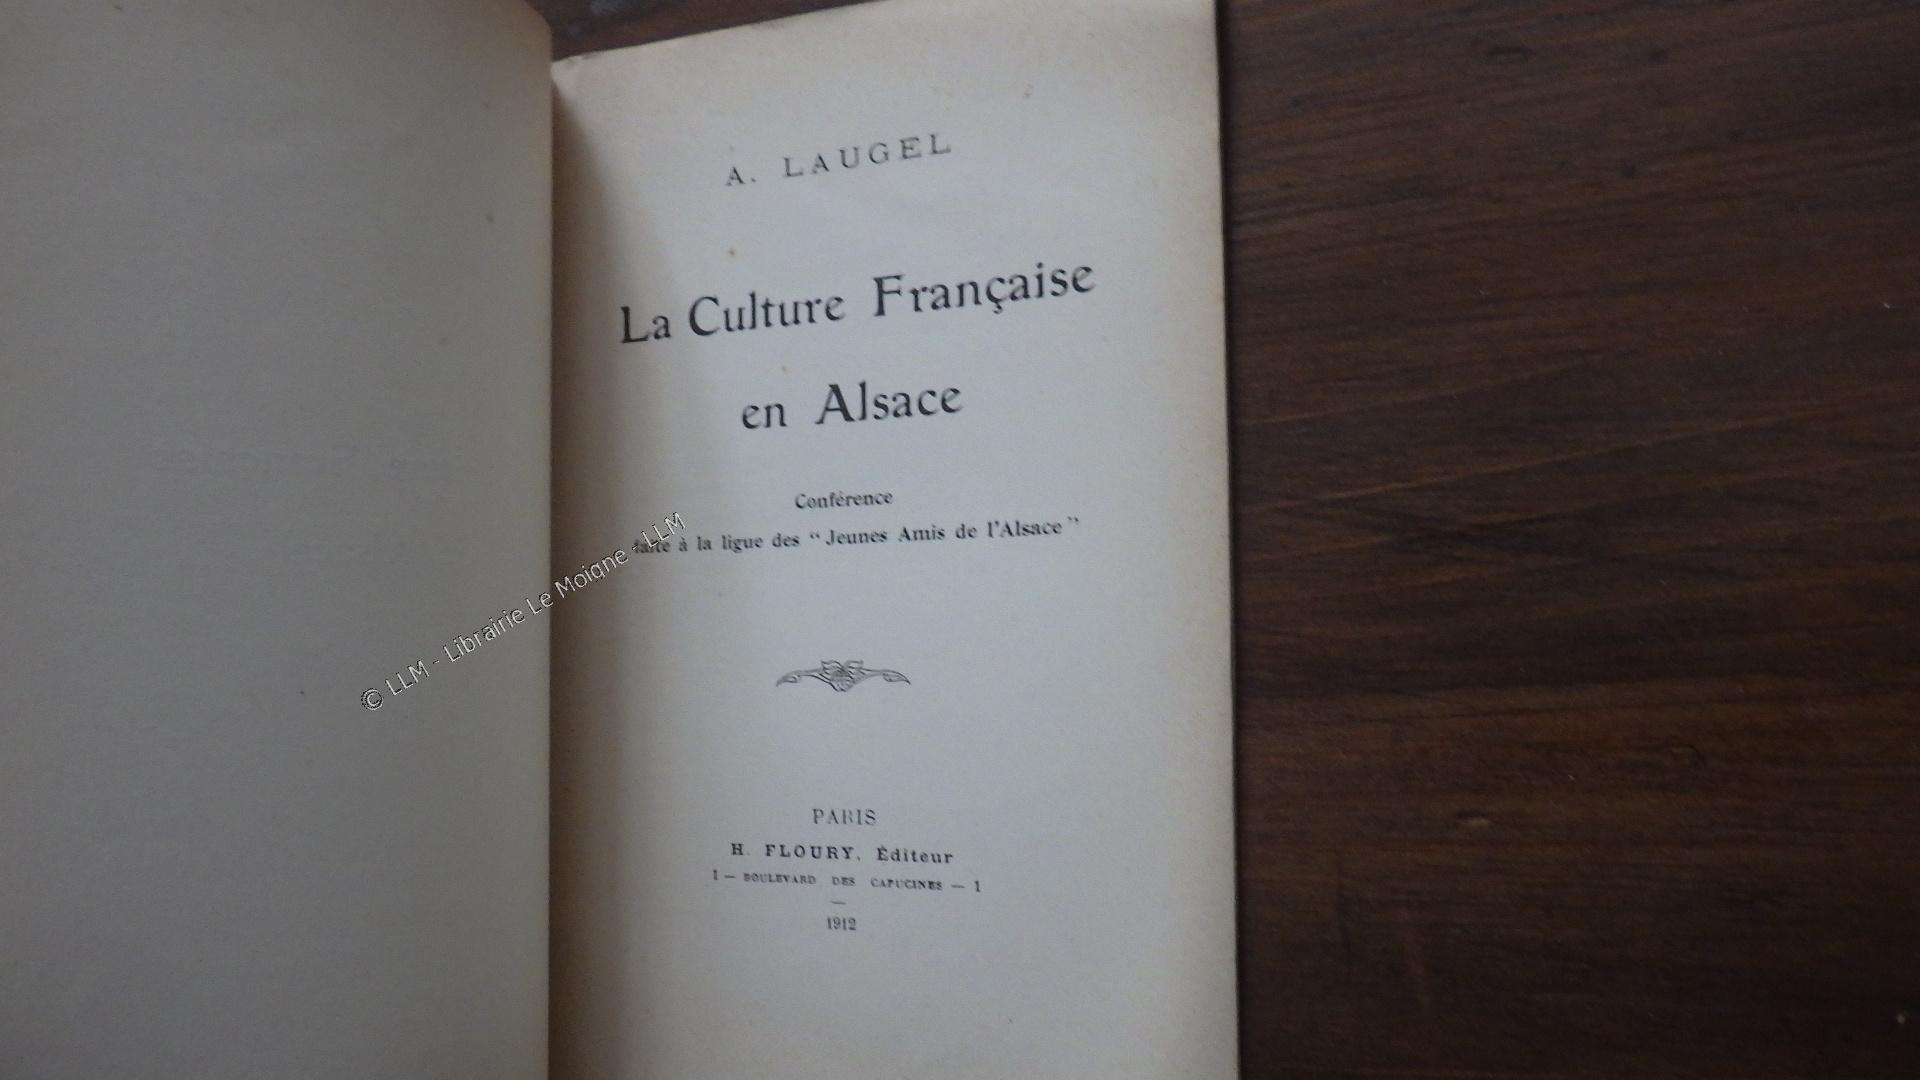 A. LAUGEL
La Culture Française
en Alsace
Conférence
faite à la ligue des “ Jeunes Amis de l'Alsace ”
© LLM - Librairie Le Moigne - LLM
PARIS
H. FLOURY, Éditeur
1 — BOULEVARD DES CAPUCINES — 1
1912